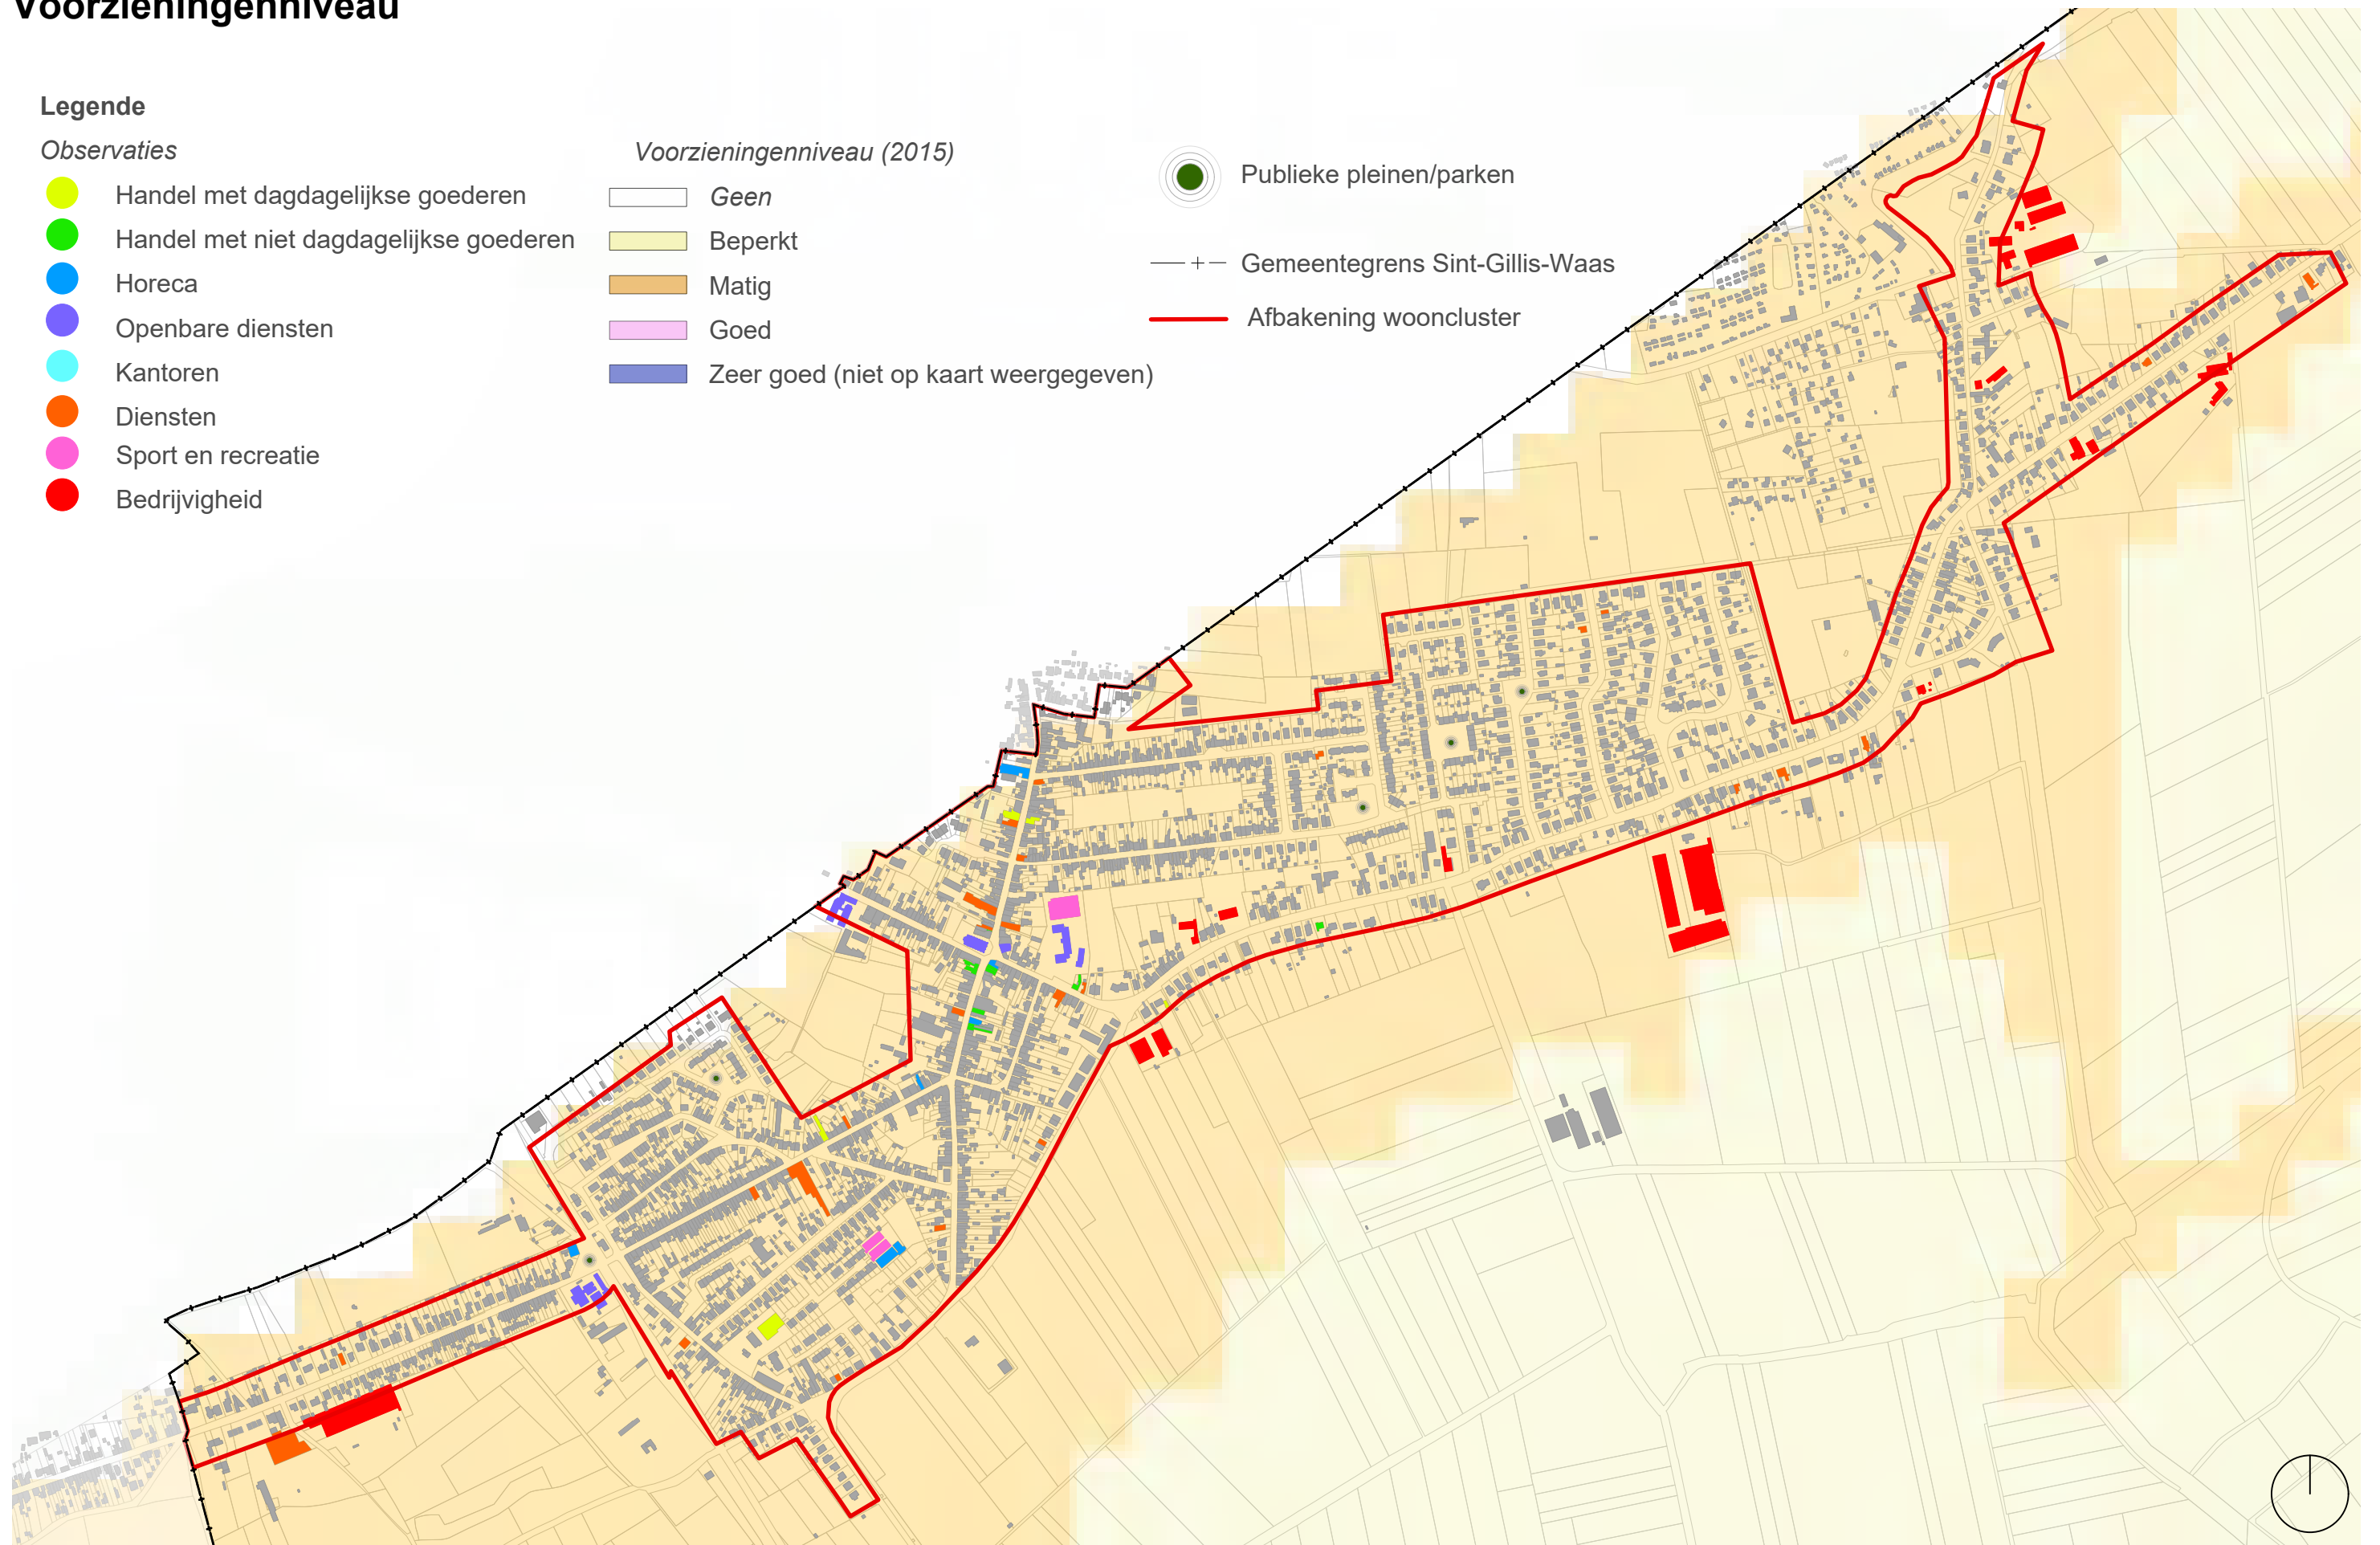 Voorzieningenniveau
Legende
Observaties
Handel met dagdagelijkse goederen
Handel met niet dagdagelijkse goederen
Horeca
Openbare diensten
Kantoren
Diensten
Sport en recreatie
Bedrijvigheid
Voorzieningenniveau (2015)
Geen
Beperkt
Matig
Goed
Zeer goed (niet op kaart weergegeven)
Publieke pleinen/parken
Gemeentegrens Sint-Gillis-Waas
Afbakening wooncluster